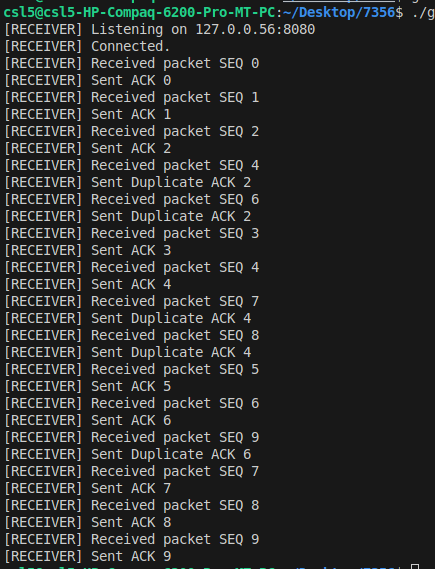 csl5@csl5-HP-Compaq-6200-Pro-MT-PC:~/Desktop/7356$ ./g
[RECEIVER] Listening on 127.0.0.56:8080
[RECEIVER] Connected.
[RECEIVER] Received packet SEQ 0
[RECEIVER] Sent ACK 0
[RECEIVER] Received packet SEQ 1
[RECEIVER] Sent ACK 1
[RECEIVER] Received packet SEQ 2
[RECEIVER] Sent ACK 2
[RECEIVER] Received packet SEQ 4
[RECEIVER] Sent Duplicate ACK 2
[RECEIVER] Received packet SEQ 6
[RECEIVER] Sent Duplicate ACK 2
[RECEIVER] Received packet SEQ 3
[RECEIVER] Sent ACK 3
[RECEIVER] Received packet SEQ 4
[RECEIVER] Sent ACK 4
[RECEIVER] Received packet SEQ 7
[RECEIVER] Sent Duplicate ACK 4
[RECEIVER] Received packet SEQ 8
[RECEIVER] Sent Duplicate ACK 4
[RECEIVER] Received packet SEQ 5
[RECEIVER] Sent ACK 5
[RECEIVER] Received packet SEQ 6
[RECEIVER] Sent ACK 6
[RECEIVER] Received packet SEQ 9
[RECEIVER] Sent Duplicate ACK 6
[RECEIVER] Received packet SEQ 7
[RECEIVER] Sent ACK 7
[RECEIVER] Received packet SEQ 8
[RECEIVER] Sent ACK 8
[RECEIVER] Received packet SEQ 9
[RECEIVER] Sent ACK 9